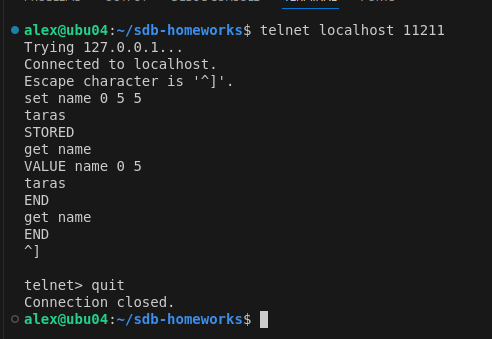 alex@ubu04:~/sdb-homeworks$ telnet localhost 11211
Trying 127.0.0.1...
Connected to localhost.
Escape character is '^]'.
set name 0 5 5
taras
STORED
get name
VALUE name 0 5
taras
END
get name
END
^]
telnet> quit
Connection closed.
alex@ubu04:~/sdb-homeworks$